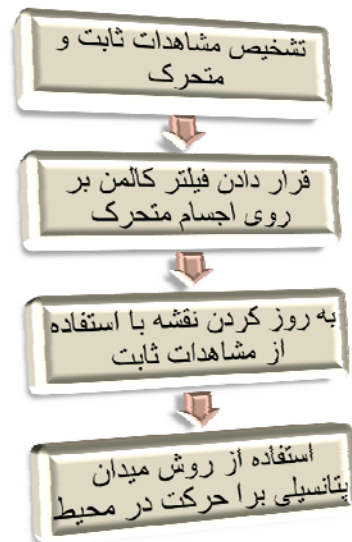 تشخیص مشاهدات ثابت و
متحرک
قرار دادن فیلتر کالمن بر
روی اجسام متحرک
به روز کردن نقشه با استفاده
از مشاهدات ثابت
استفاده از روش میدان
پتانسیلی برا حرکت در محیط